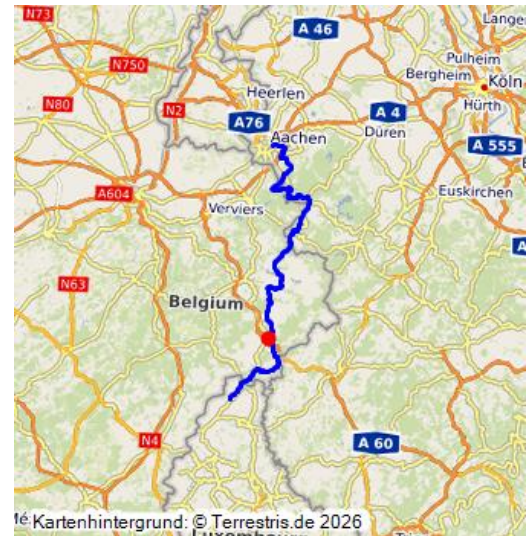 N73
A 46
Langen
N750
Pulheim
Bergheim
Köln
Heerlen
Hürth
N80
N2
A 4
A76
Aachen
Düren
A 555
A604
Euskirchen
Verviers
N63
Belgium
N4
A 60
Kartenhintergrund: © Terrestris.de 2026